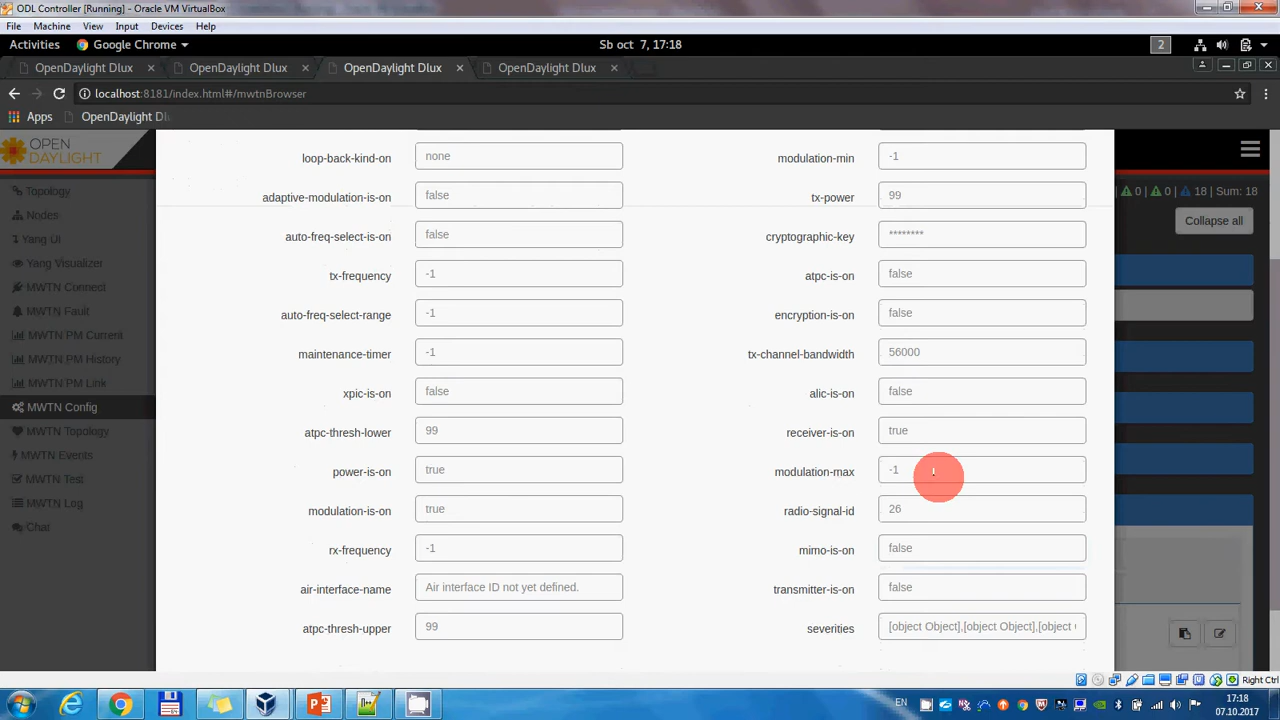 ODL Controller [Running] - Oracle VM VirtualBox
File Machine View Input Devices Help
Activities Google Chrome Sb oct 7, 17:18 2
OpenDaylight Dlux × OpenDaylight Dlux × OpenDaylight Dlux × OpenDaylight Dlux ×
localhost:8181/index.html#/mwtnBrowser
Apps OpenDaylight Dl
OPEN
DAYLIGHT
Topology
Nodes
Yang UI
Yang Visualizer
MWTN Connect
MWTN Fault
MWTN PM Current
MWTN PM History
MWTN PM Link
MWTN Config
MWTN Topology
MWTN Events
MWTN Test
MWTN Log
Chat
loop-back-kind-on none modulation-min -1
adaptive-modulation-is-on false tx-power 99
auto-freq-select-is-on false cryptographic-key ********
tx-frequency -1 atpc-is-on false
auto-freq-select-range -1 encryption-is-on false
maintenance-timer -1 tx-channel-bandwidth 56000
xpic-is-on false alic-is-on false
atpc-thresh-lower 99 receiver-is-on true
power-is-on true modulation-max -1
modulation-is-on true radio-signal-id 26
rx-frequency -1 mimo-is-on false
air-interface-name Air interface ID not yet defined. transmitter-is-on false
atpc-thresh-upper 99 severities [object Object],[object Object],[object
| 0 | 0 | 18 | Sum: 18
Collapse all
Right Ctrl
EN 17:18
07.10.2017